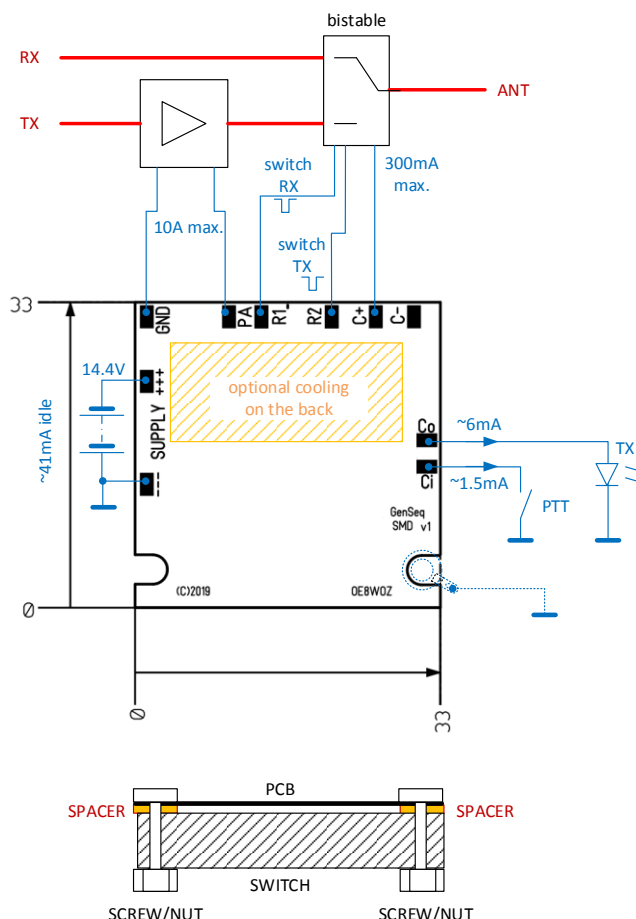 bistable
RX
ANT
TX
switch
RX
300mA
max.
10A max.
switch
TX
33
GND
PA
R1
R2
C+
C-
14.4V
+++
optional cooling
on the back
SUPPLY
~41mA idle
Co
~6mA
TX
---
Ci
~1.5mA
PTT
GenSeq
SMD v1
(C)2019
OE8WOZ
0
0
33
PCB
SPACER
SPACER
SWITCH
SCREW/NUT
SCREW/NUT